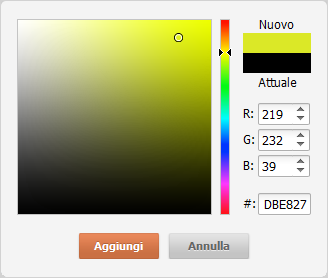 Nuovo
Attuale
R: 219
G: 232
B: 39
#: DBE827
Aggiungi
Annulla